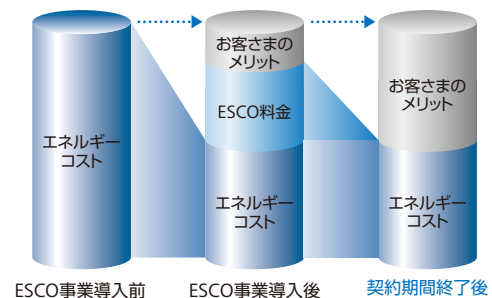 エネルギー
コスト
お客さまの
メリット
ESCO料金
エネルギー
コスト
お客さまの
メリット
エネルギー
コスト
ESCO事業導入前
ESCO事業導入後
契約期間終了後